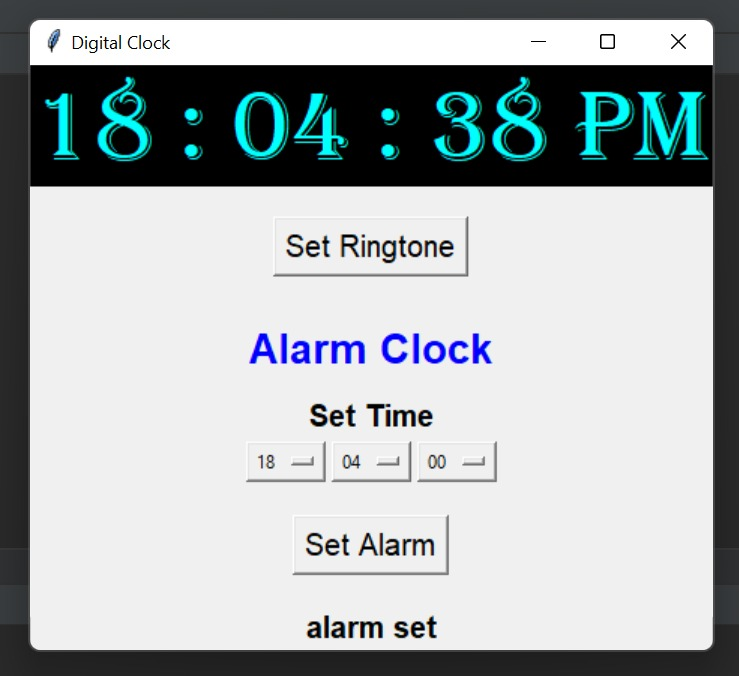 Digital Clock
18 : 04 : 38 PM
Set Ringtone
Alarm Clock
Set Time
18 04 00
Set Alarm
alarm set